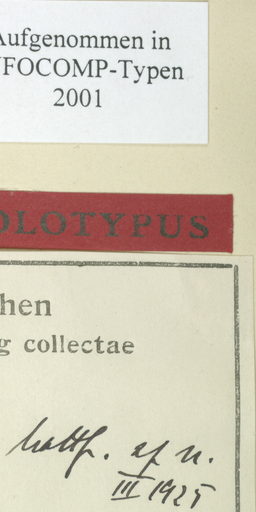 Aufgenommen in
FOCOMP-Typen
2001
OLOTYPUS
hen
g collectae
III 1925